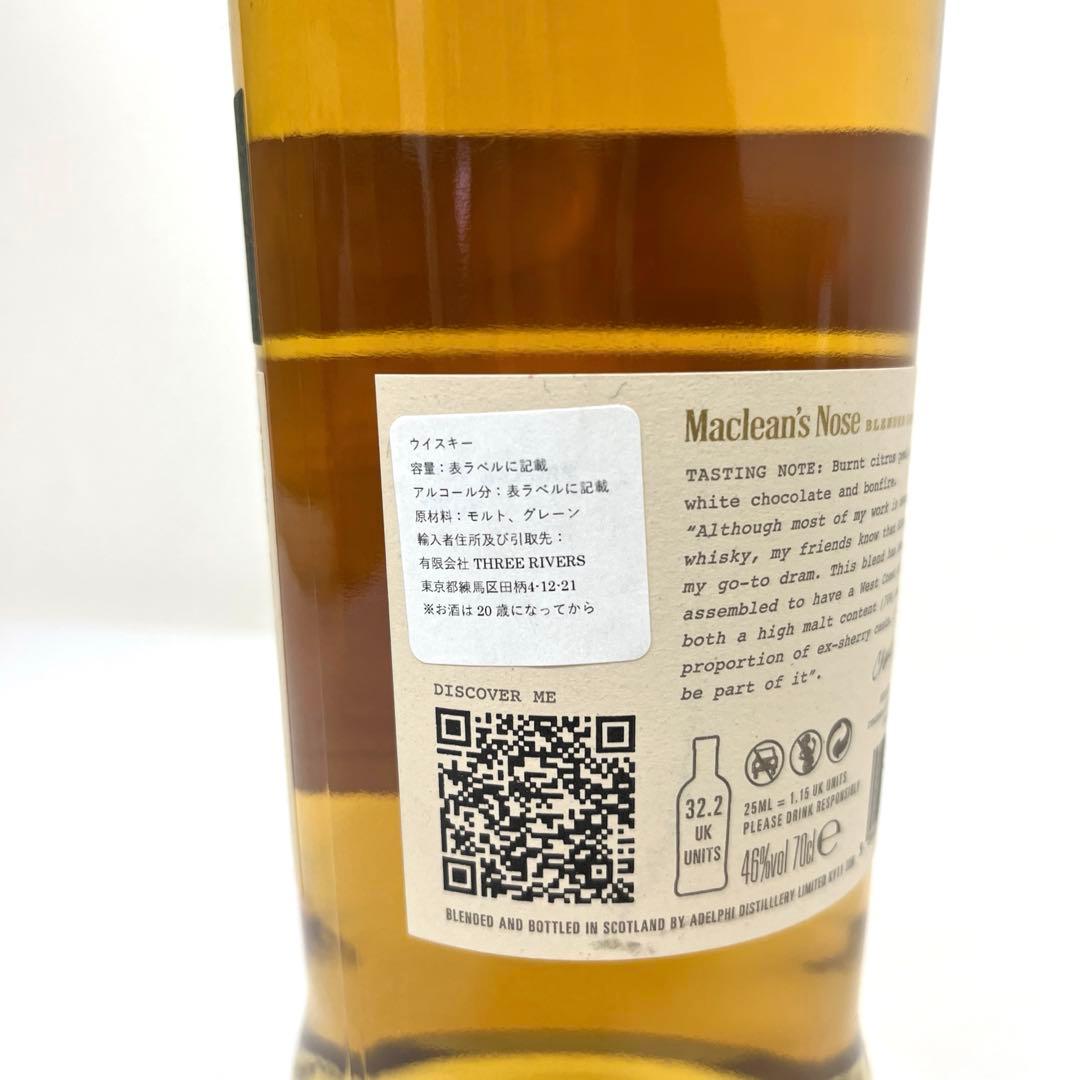 ウイスキー
容量：表ラベルに記載
アルコール分：表ラベルに記載
原材料：モルト、グレーン
輸入者住所及び引取先：
有限会社 THREE RIVERS
東京都練馬区田柄4-12-21
※お酒は 20 歳になってから
DISCOVER ME
Maclean's Nose
TASTING NOTE: Burnt citrus
white chocolate and bonfire.
"Although most of my work is
whisky, my friends know that
my go-to dram. This blend has
assembled to have a West Coast
both a high malt content
proportion of ex-sherry casks.
be part of it".
32.2
UK
UNITS
25ML = 1.15 UK UNITS
PLEASE DRINK RESPONSIBLY
46%vol 70cl e
BLENDED AND BOTTLED IN SCOTLAND BY ADELPHI DISTILLLERY LIMITED KY11